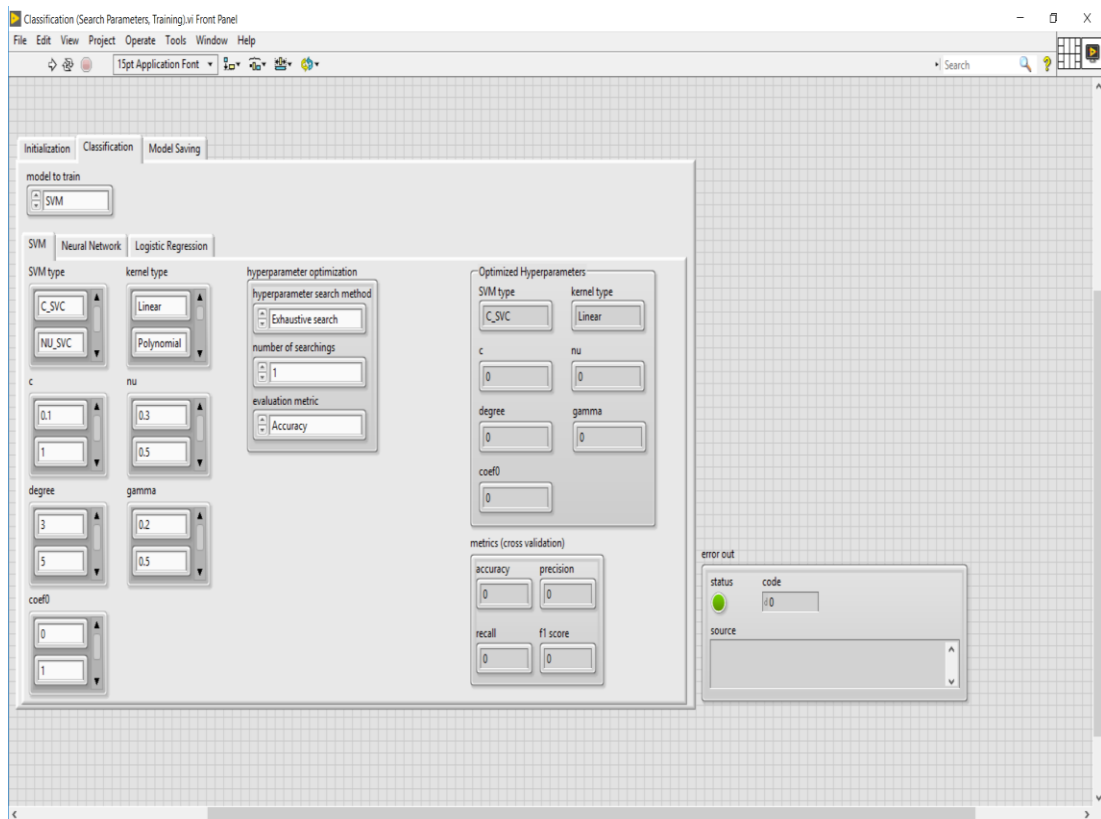 Classification (Search Parameters, Training).vi Front Panel
File Edit View Project Operate Tools Window Help
15pt Application Font
Search
Initialization Classification Model Saving
model to train
SVM
SVM Neural Network Logistic Regression
SVM type kernel type
C_SVC Linear
NU_SVC Polynomial
c nu
0.1 0.3
1 0.5
degree gamma
3 0.2
5 0.5
coef0
0
1
hyperparameter optimization
hyperparameter search method
Exhaustive search
number of searchings
1
evaluation metric
Accuracy
Optimized Hyperparameters
SVM type kernel type
C_SVC Linear
c nu
0 0
degree gamma
0 0
coef0
0
metrics (cross validation)
accuracy precision
0 0
recall f1 score
0 0
error out
status code
d 0
source